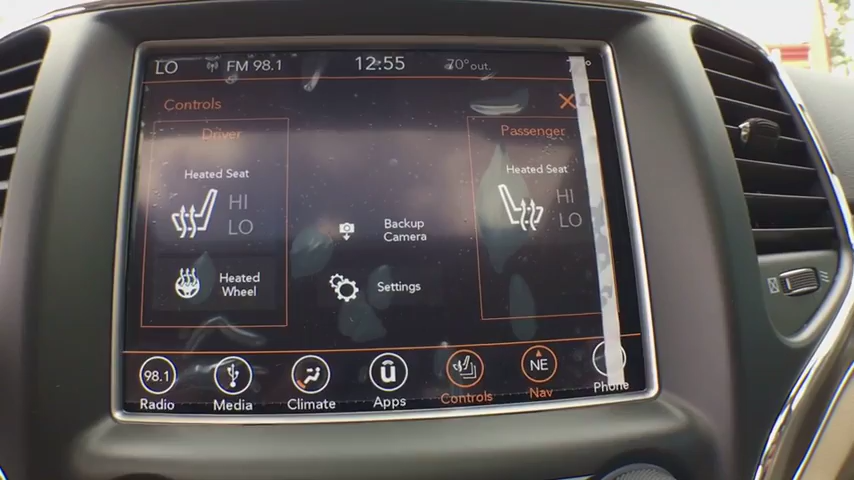 LO FM 98.1 12:55 70° out.
Controls
Driver Passenger
Heated Seat Heated Seat
HI HI
LO LO
Backup
Camera
Heated
Wheel
Settings
98.1 NE
Radio Media Climate Apps Controls Nav Phone